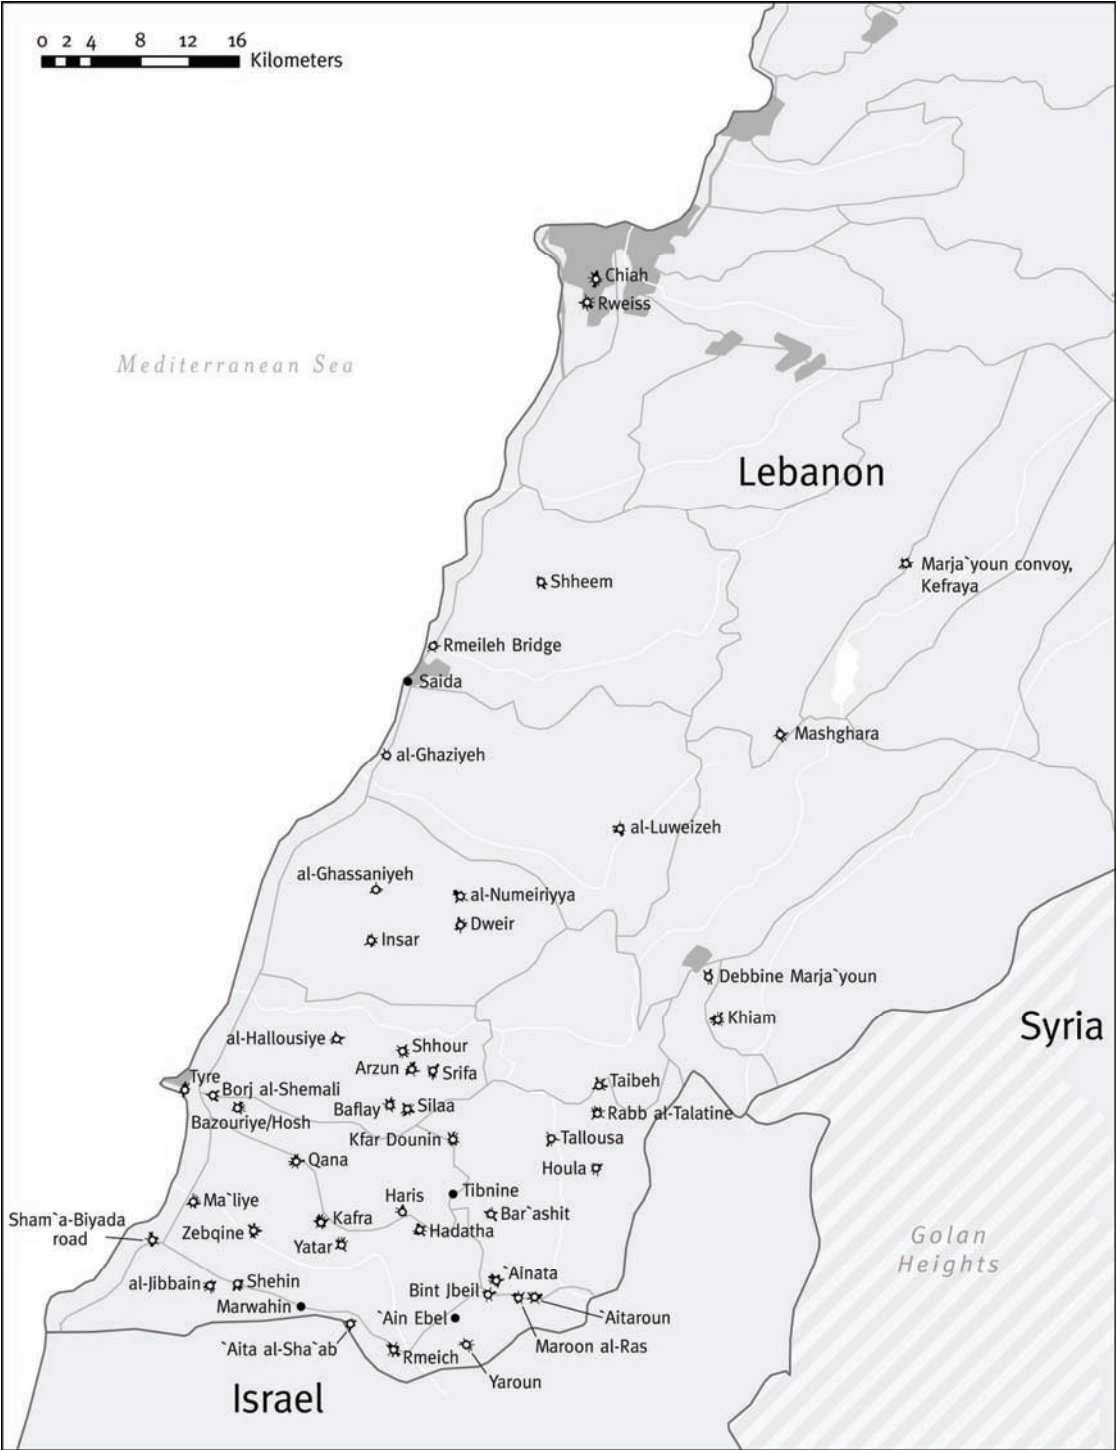 0 2 4 8 12 16
Kilometers
Chiah
Rweiss
Mediterranean Sea
Lebanon
Marja`youn convoy,
Kefraya
Shheem
Rmeileh Bridge
Saida
Mashghara
al-Ghaziyeh
al-Luweizeh
al-Ghassaniyeh
al-Numeiriyya
Dweir
Insar
Debbine Marja`youn
Khiam
Syria
al-Hallousiye
Shhour
Arzun
Srifa
Tyre
Borj al-Shemali
Taibeh
Baflay
Silaa
Rabb al-Talatine
Bazouriye/Hosh
Kfar Dounin
Tallousa
Qana
Houla
Tibnine
Ma`liye
Haris
Bar`ashit
Sham`a-Biyada
road
Kafra
Zebqine
Hadatha
Yatar
Golan
Heights
`Ainata
al-Jibbain
Shehin
Bint Jbeil
Marwahin
`Ain Ebel
`Aitaroun
`Aita al-Sha`ab
Maroon al-Ras
Rmeich
Yaroun
Israel